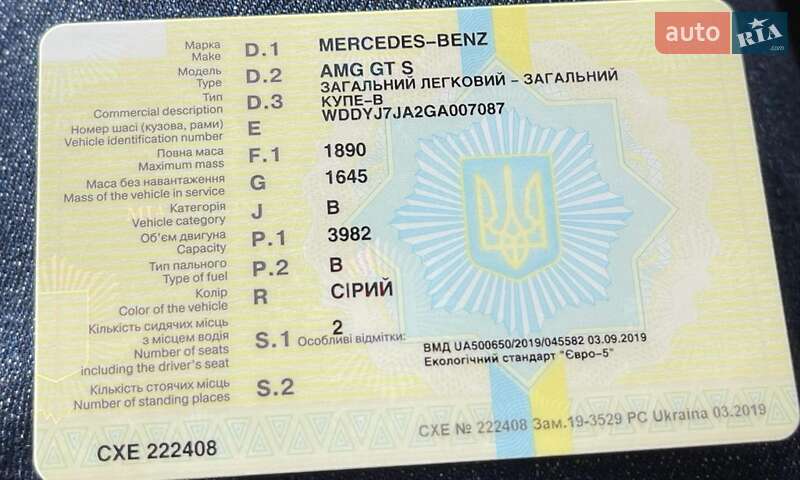 auto RIA .com
Марка D.1 MERCEDES-BENZ
Make
Модель D.2 AMG GT S
Type
ЗАГАЛЬНИЙ ЛЕГКОВИЙ - ЗАГАЛЬНИЙ
Тип D.3 КУПЕ-В
Commercial description
WDDYJ7JA2GA007087
Номер шасі (кузова, рами) E
Vehicle identification number
Повна маса F.1 1890
Maximum mass
Маса без навантаження G 1645
Mass of the vehicle in service
Категорія J B
Vehicle category
Об'єм двигуна P.1 3982
Capacity
Тип пального P.2 B
Type of fuel
Колір R СІРИЙ
Color of the vehicle
Кількість сидячих місць S.1 2
з місцем водія
Number of seats
including the driver's seat
Особливі відмітки: ВМД UA500650/2019/045582 03.09.2019
Екологічний стандарт "Євро-5"
Кількість стоячих місць S.2
Number of standing places
СХЕ 222408
СХЕ № 222408 Зам.19-3529 РС Ukraina 03.2019